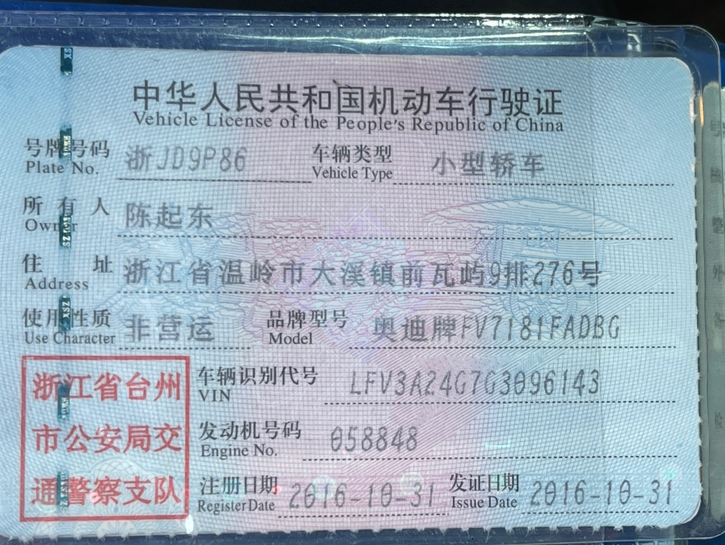 中华人民共和国机动车行驶证
Vehicle License of the People's Republic of China
号牌号码 浙JD9P86 车辆类型 小型轿车
Plate No. Vehicle Type
所有人 陈起东
Owner
住址 浙江省温岭市大溪镇前瓦屿9排276号
Address
使用性质 非营运 品牌型号 奥迪牌FV7181FADBG
Use Character Model
浙江省台州
市公安局交
通警察支队
车辆识别代号 LFV3A24G7G3096143
VIN
发动机号码 058848
Engine No.
注册日期 2016-10-31 发证日期 2016-10-31
Register Date Issue Date